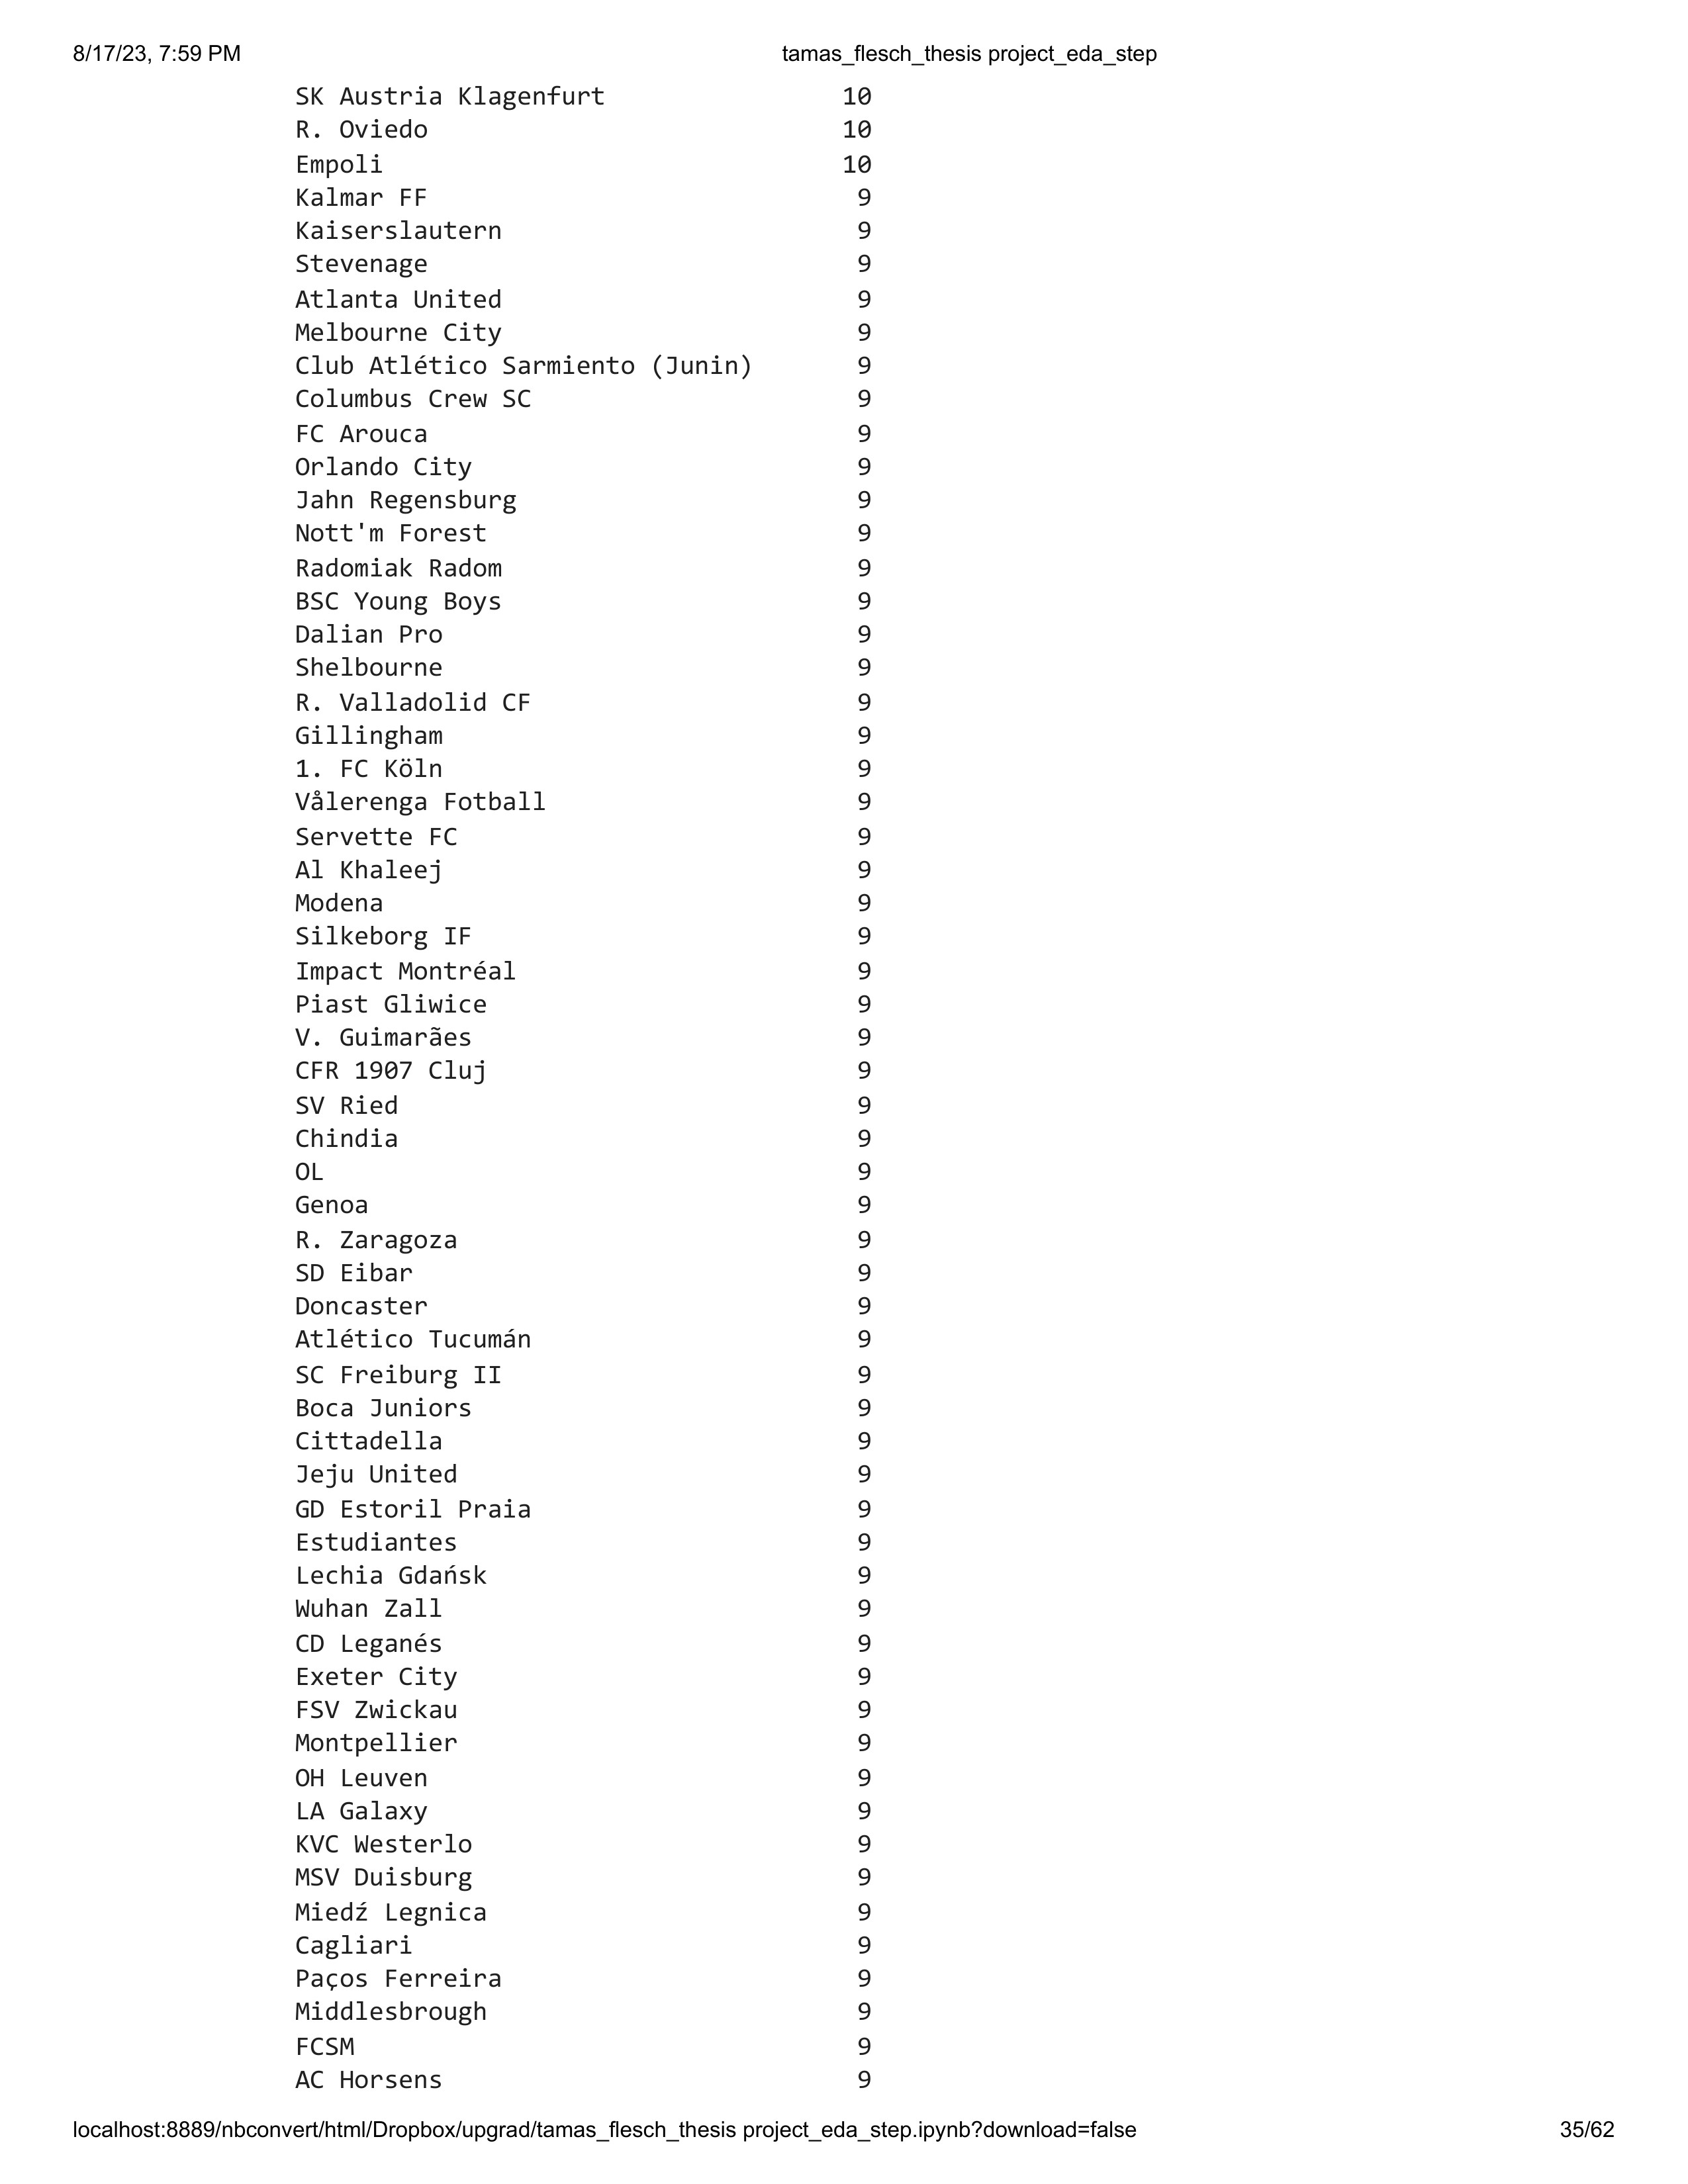 8/17/23, 7:59 PM tamas_flesch_thesis project_eda_step
SK Austria Klagenfurt 10
R. Oviedo 10
Empoli 10
Kalmar FF 9
Kaiserslautern 9
Stevenage 9
Atlanta United 9
Melbourne City 9
Club Atlético Sarmiento (Junin) 9
Columbus Crew SC 9
FC Arouca 9
Orlando City 9
Jahn Regensburg 9
Nott'm Forest 9
Radomiak Radom 9
BSC Young Boys 9
Dalian Pro 9
Shelbourne 9
R. Valladolid CF 9
Gillingham 9
1. FC Köln 9
Vålerenga Fotball 9
Servette FC 9
Al Khaleej 9
Modena 9
Silkeborg IF 9
Impact Montréal 9
Piast Gliwice 9
V. Guimarães 9
CFR 1907 Cluj 9
SV Ried 9
Chindia 9
OL 9
Genoa 9
R. Zaragoza 9
SD Eibar 9
Doncaster 9
Atlético Tucumán 9
SC Freiburg II 9
Boca Juniors 9
Cittadella 9
Jeju United 9
GD Estoril Praia 9
Estudiantes 9
Lechia Gdańsk 9
Wuhan Zall 9
CD Leganés 9
Exeter City 9
FSV Zwickau 9
Montpellier 9
OH Leuven 9
LA Galaxy 9
KVC Westerlo 9
MSV Duisburg 9
Miedź Legnica 9
Cagliari 9
Paços Ferreira 9
Middlesbrough 9
FCSM 9
AC Horsens 9
localhost:8889/nbconvert/html/Dropbox/upgrad/tamas_flesch_thesis project_eda_step.ipynb?download=false 35/62